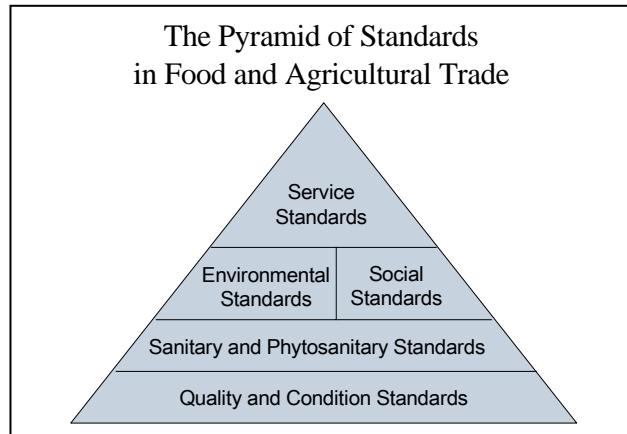 The Pyramid of Standards
in Food and Agricultural Trade
Service
Standards
Environmental
Standards
Social
Standards
Sanitary and Phytosanitary Standards
Quality and Condition Standards